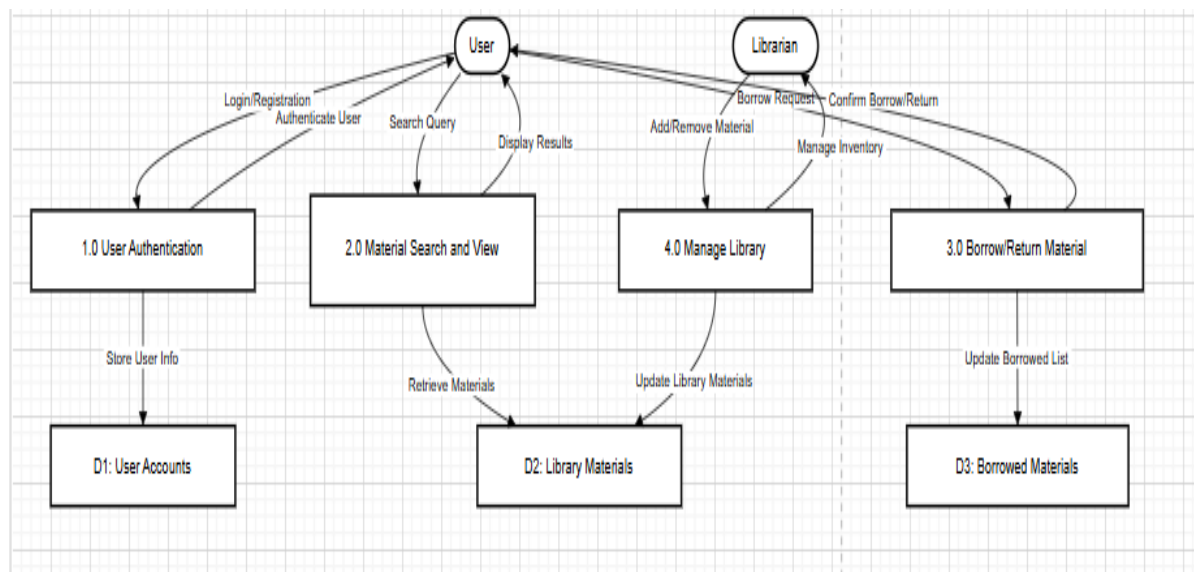 User
Librarian
Login/Registration
Borrow Request
Confirm Borrow/Return
Authenticate User
Search Query
Add/Remove Material
Display Results
Manage Inventory
1.0 User Authentication
2.0 Material Search and View
4.0 Manage Library
3.0 Borrow/Return Material
Store User Info
Update Borrowed List
Retrieve Materials
Update Library Materials
D1: User Accounts
D2: Library Materials
D3: Borrowed Materials